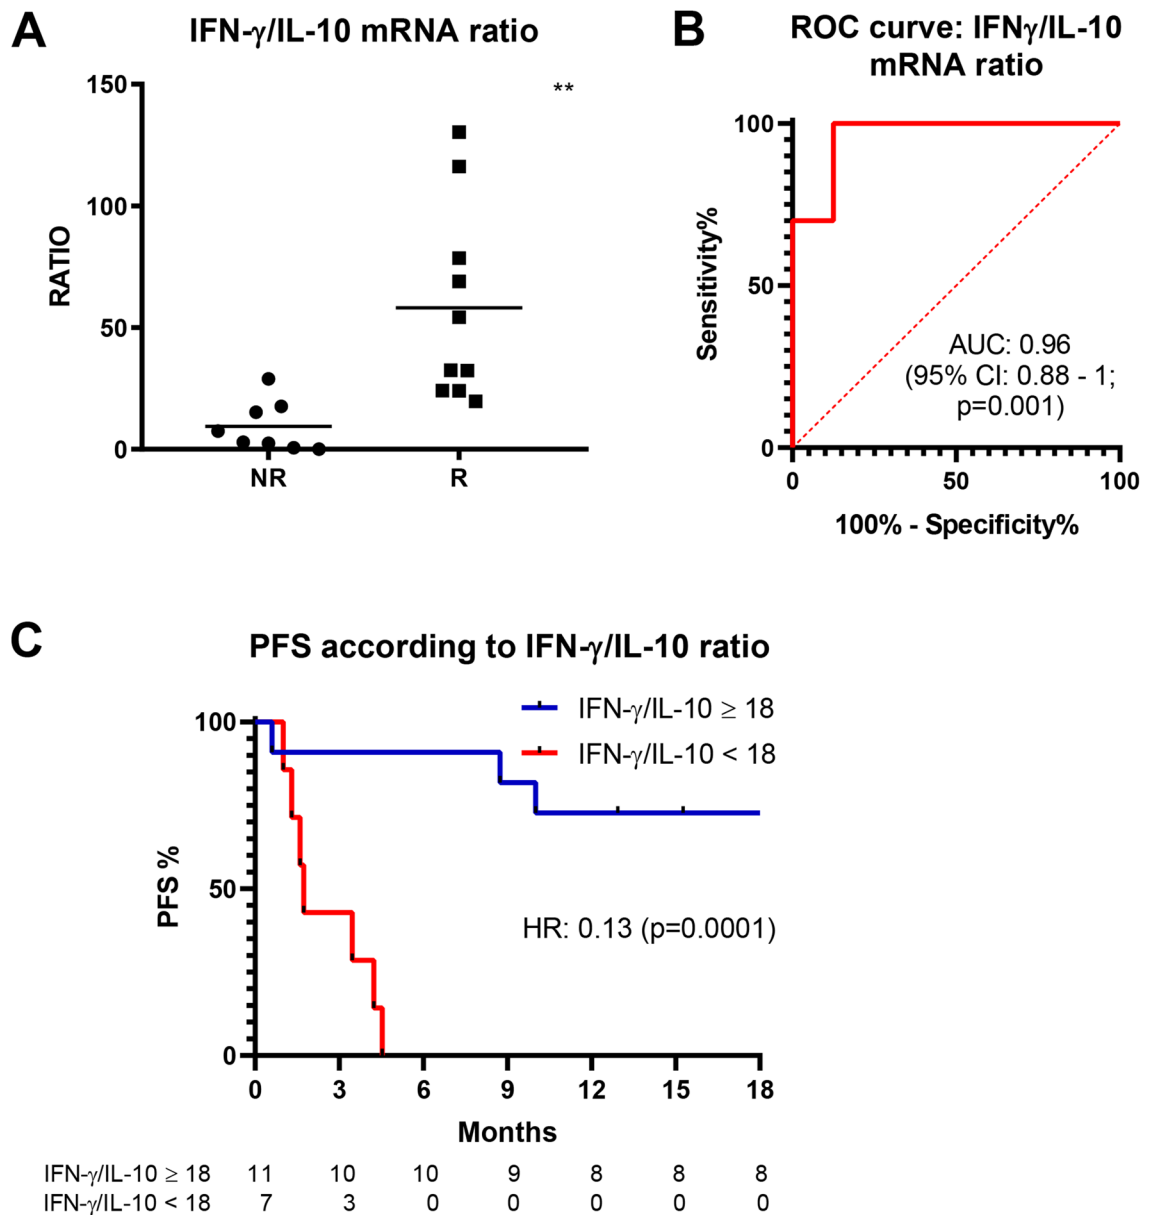 A
IFN-γ/IL-10 mRNA ratio
**
150
100
50
0
RATIO
NR
R
B
ROC curve: IFNγ/IL-10
mRNA ratio
100
50
0
Sensitivity%
AUC: 0.96
(95% CI: 0.88 - 1;
p=0.001)
0
50
100
100% - Specificity%
C
PFS according to IFN-γ/IL-10 ratio
IFN-γ/IL-10 ≥ 18
IFN-γ/IL-10 < 18
100
50
0
PFS %
HR: 0.13 (p=0.0001)
0 3 6 9 12 15 18
Months
IFN-γ/IL-10 ≥ 18 11 10 10 9 8 8 8
IFN-γ/IL-10 < 18 7 3 0 0 0 0 0